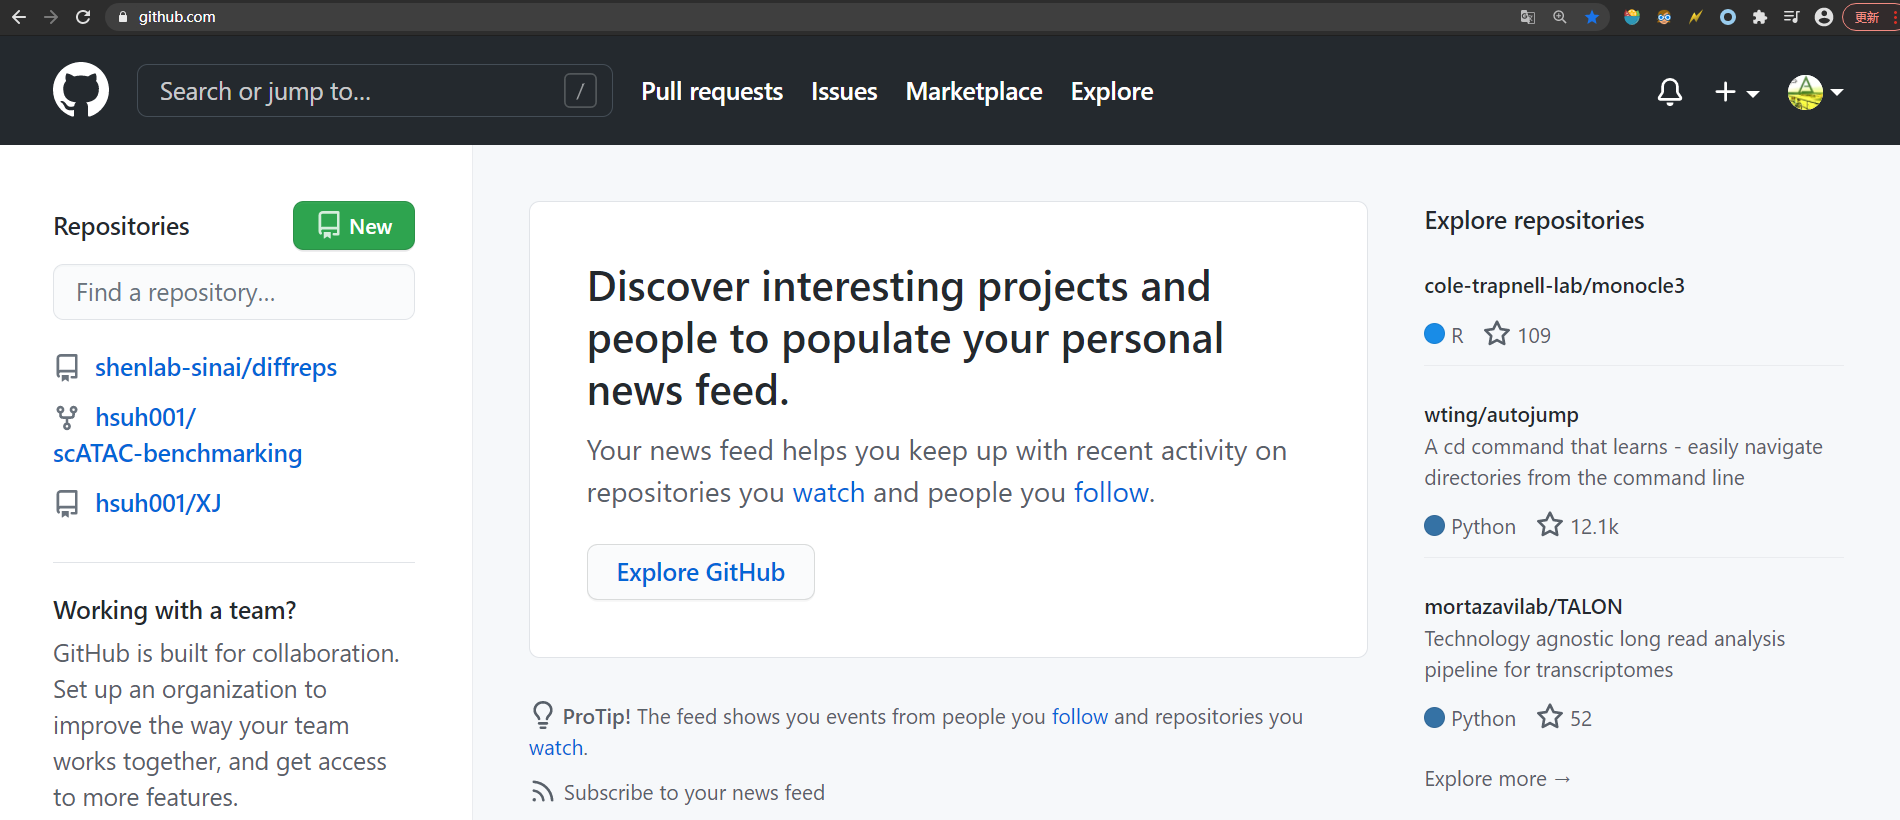 github.com
更新
Search or jump to...
/
Pull requests
Issues
Marketplace
Explore
Repositories
New
Find a repository...
shenlab-sinai/diffreps
hsuh001/
scATAC-benchmarking
hsuh001/XJ
Working with a team?
GitHub is built for collaboration.
Set up an organization to
improve the way your team
works together, and get access
to more features.
Discover interesting projects and
people to populate your personal
news feed.
Your news feed helps you keep up with recent activity on
repositories you watch and people you follow.
Explore GitHub
ProTip! The feed shows you events from people you follow and repositories you
watch.
Subscribe to your news feed
Explore repositories
cole-trapnell-lab/monocle3
R 109
wting/autojump
A cd command that learns - easily navigate
directories from the command line
Python 12.1k
mortazavilab/TALON
Technology agnostic long read analysis
pipeline for transcriptomes
Python 52
Explore more →